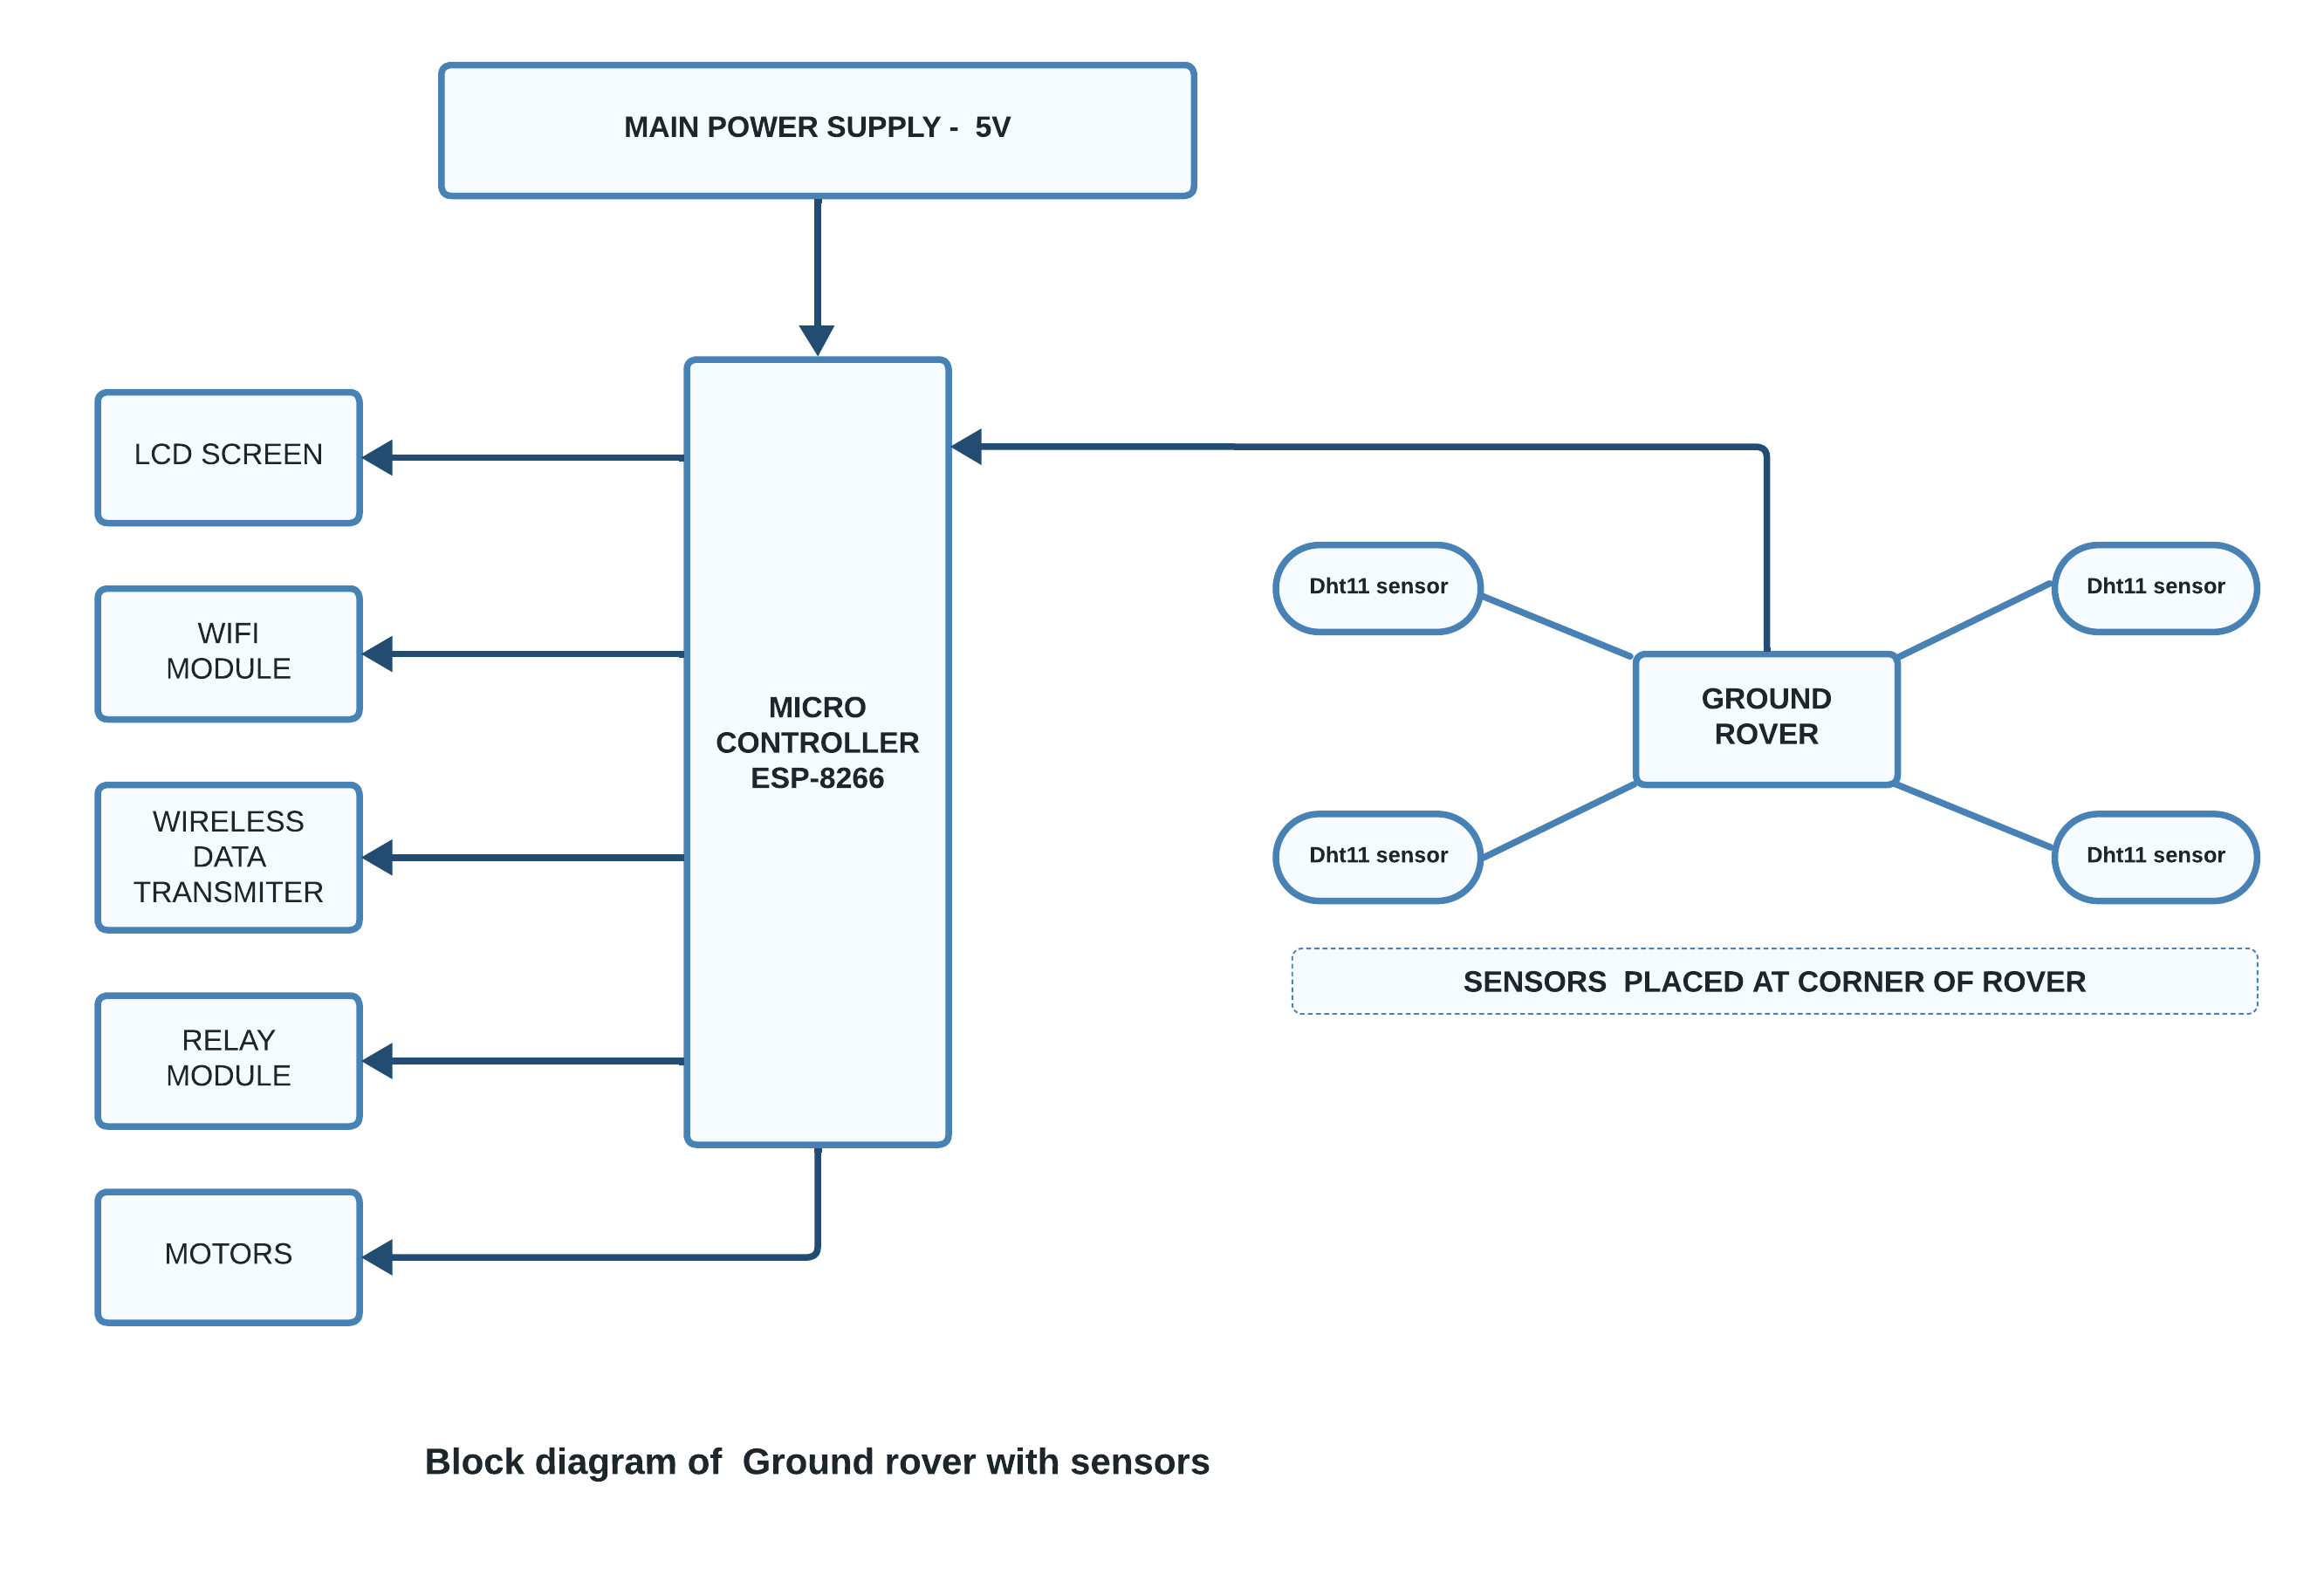 MAIN POWER SUPPLY -  5V
LCD SCREEN
WIFI
MODULE
WIRELESS
DATA
TRANSMITER
RELAY
MODULE
MOTORS
MICRO
CONTROLLER
ESP-8266
Dht11 sensor
Dht11 sensor
GROUND
ROVER
Dht11 sensor
Dht11 sensor
SENSORS  PLACED AT CORNER OF ROVER
Block diagram of  Ground rover with sensors